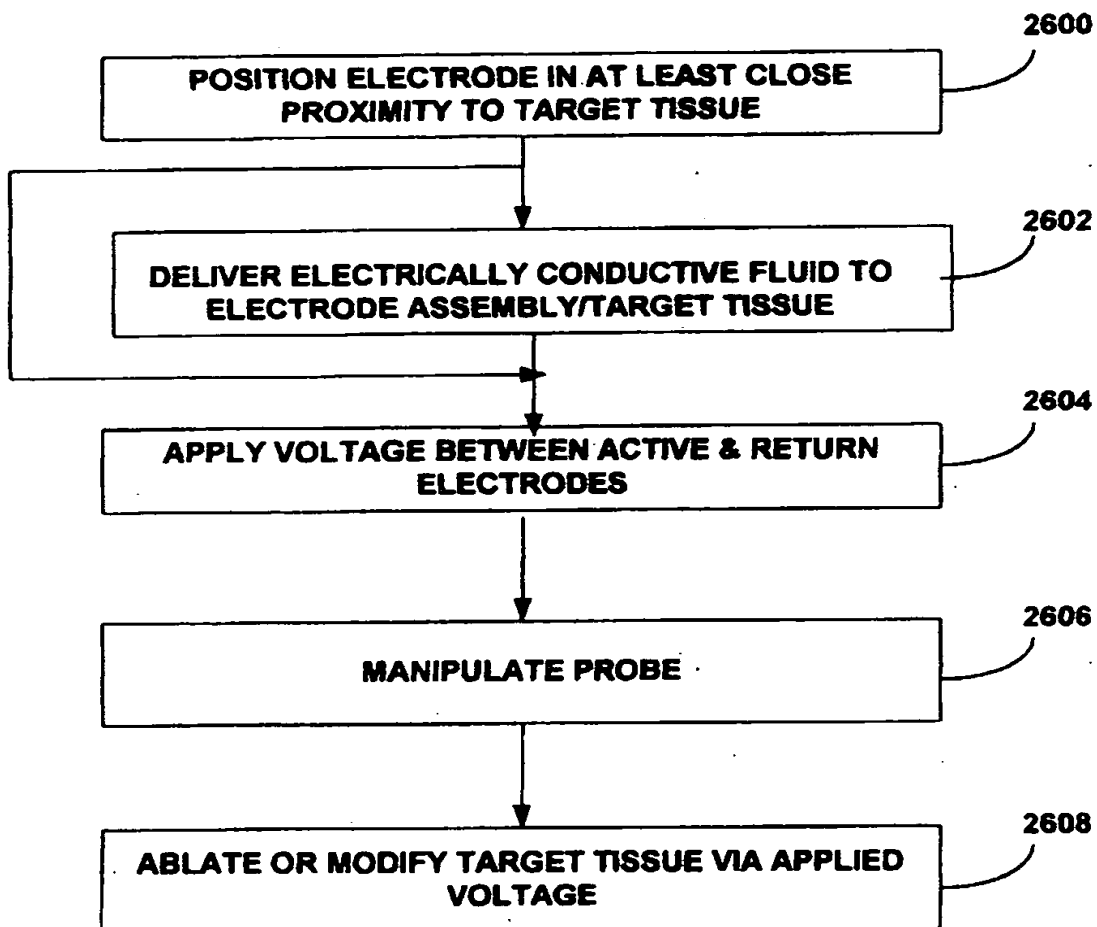 2600
POSITION ELECTRODE IN AT LEAST CLOSE
PROXIMITY TO TARGET TISSUE
2602
DELIVER ELECTRICALLY CONDUCTIVE FLUID TO
ELECTRODE ASSEMBLY/TARGET TISSUE
2604
APPLY VOLTAGE BETWEEN ACTIVE & RETURN
ELECTRODES
2606
MANIPULATE PROBE
2608
ABLATE OR MODIFY TARGET TISSUE VIA APPLIED
VOLTAGE